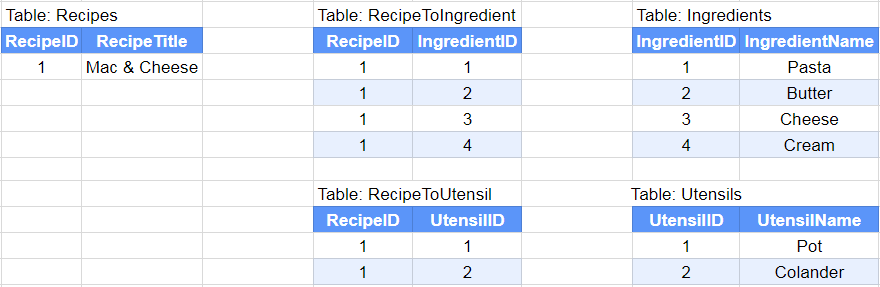 Table: Recipes
RecipeID RecipeTitle
1 Mac & Cheese
Table: RecipeToIngredient
RecipeID IngredientID
1 1
1 2
1 3
1 4
Table: Ingredients
IngredientID IngredientName
1 Pasta
2 Butter
3 Cheese
4 Cream
Table: RecipeToUtensil
RecipeID UtensilID
1 1
1 2
Table: Utensils
UtensilID UtensilName
1 Pot
2 Colander